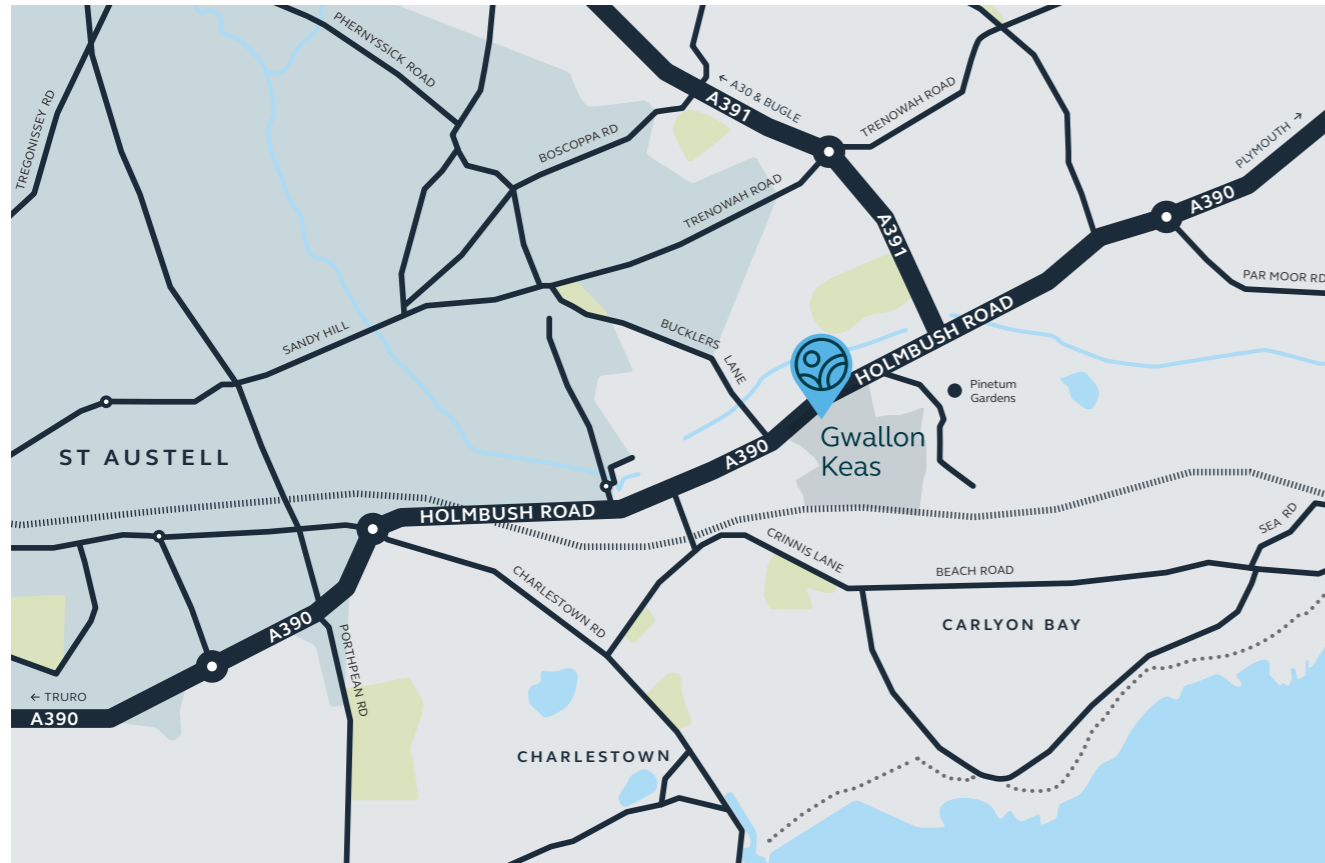 PHERNYSSICK ROAD
TREGONISSEY RD
← A30 & BUGLE
A391
TRENOWAH ROAD
BOSCOPPA RD
PLYMOUTH →
A390
TRENOWAH ROAD
A391
PAR MOOR RD
SANDY HILL
BUCKLERS LANE
HOLMBUSH ROAD
Pinetum
Gardens
Gwallon
Keas
A390
ST AUSTELL
HOLMBUSH ROAD
SEA RD
CRINNIS LANE
BEACH ROAD
CHARLESTOWN RD
CARLYON BAY
A390
PORTHPEAN RD
← TRURO
A390
CHARLESTOWN